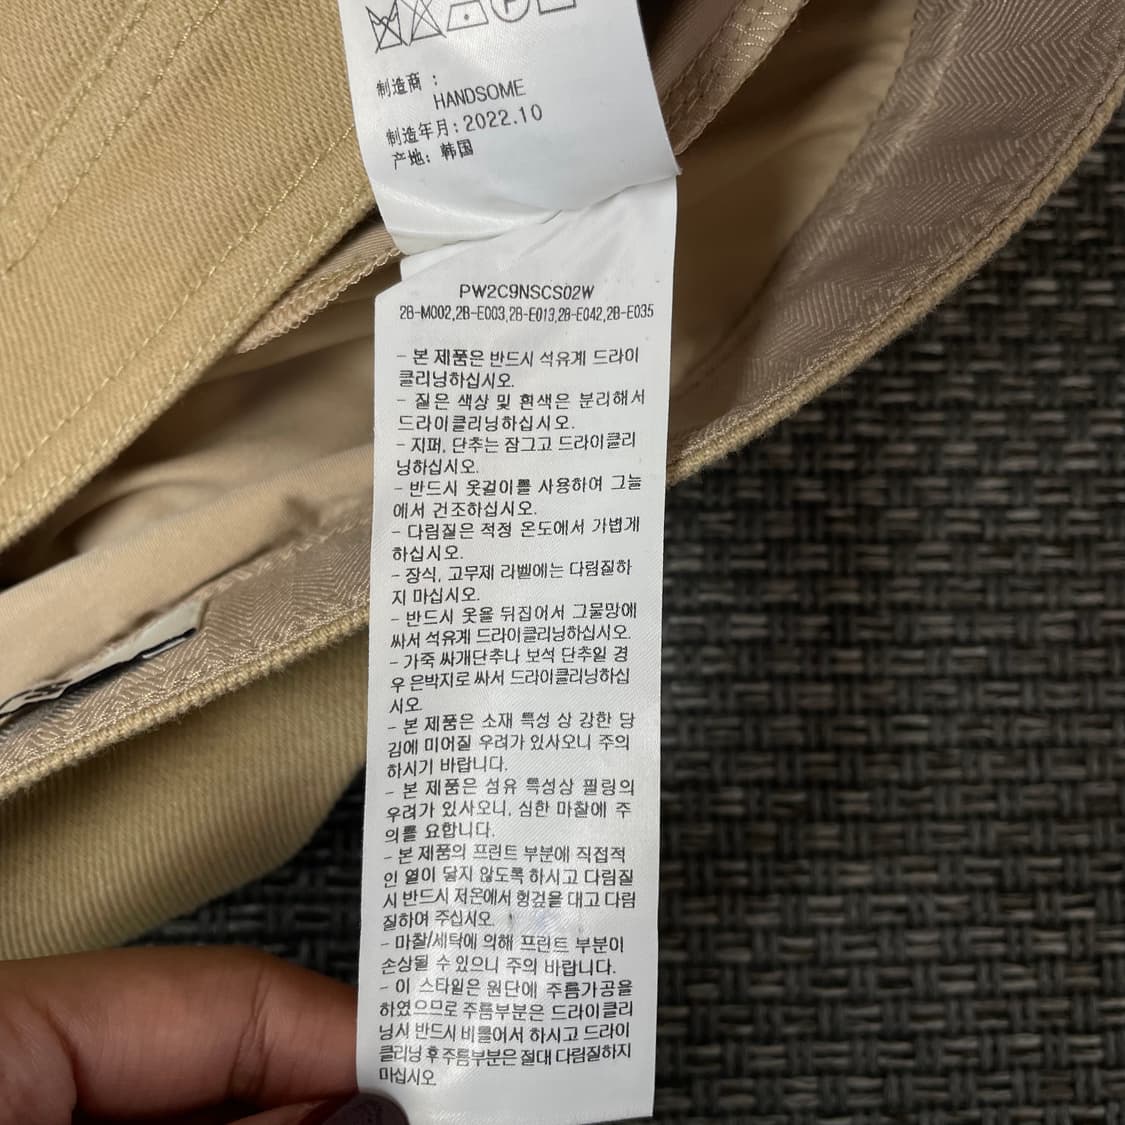 制造商 :
HANDSOME
制造年月: 2022.10
产地: 韩国
PW2C9NSCS02W
2B-M002,2B-E003,2B-E013,2B-E042,2B-E035
- 본 제품은 반드시 석유계 드라이
클리닝하십시오.
- 짙은 색상 및 흰색은 분리해서
드라이클리닝하십시오.
- 지퍼, 단추는 잠그고 드라이클리
닝하십시오.
- 반드시 옷걸이를 사용하여 그늘
에서 건조하십시오.
- 다림질은 적정 온도에서 가볍게
하십시오.
- 장식, 고무제 라벨에는 다림질하
지 마십시오.
- 반드시 옷을 뒤집어서 그물망에
싸서 석유계 드라이클리닝하십시오.
- 가죽 싸개단추나 보석 단추일 경
우 은박지로 싸서 드라이클리닝하십
시오.
- 본 제품은 소재 특성 상 강한 당
김에 미어질 우려가 있사오니 주의
하시기 바랍니다.
- 본 제품은 섬유 특성상 필링의
우려가 있사오니, 심한 마찰에 주
의를 요합니다.
- 본 제품의 프린트 부분에 직접적
인 열이 닿지 않도록 하시고 다림질
시 반드시 저온에서 헝겊을 대고 다림
질하여 주십시오.
- 마찰/세탁에 의해 프린트 부분이
손상될 수 있으니 주의 바랍니다.
- 이 스타일은 원단에 주름가공을
하였으므로 주름부분은 드라이클리
닝시 반드시 비틀어서 하시고 드라이
클리닝 후 주름부분은 절대 다림질하지
마십시오.